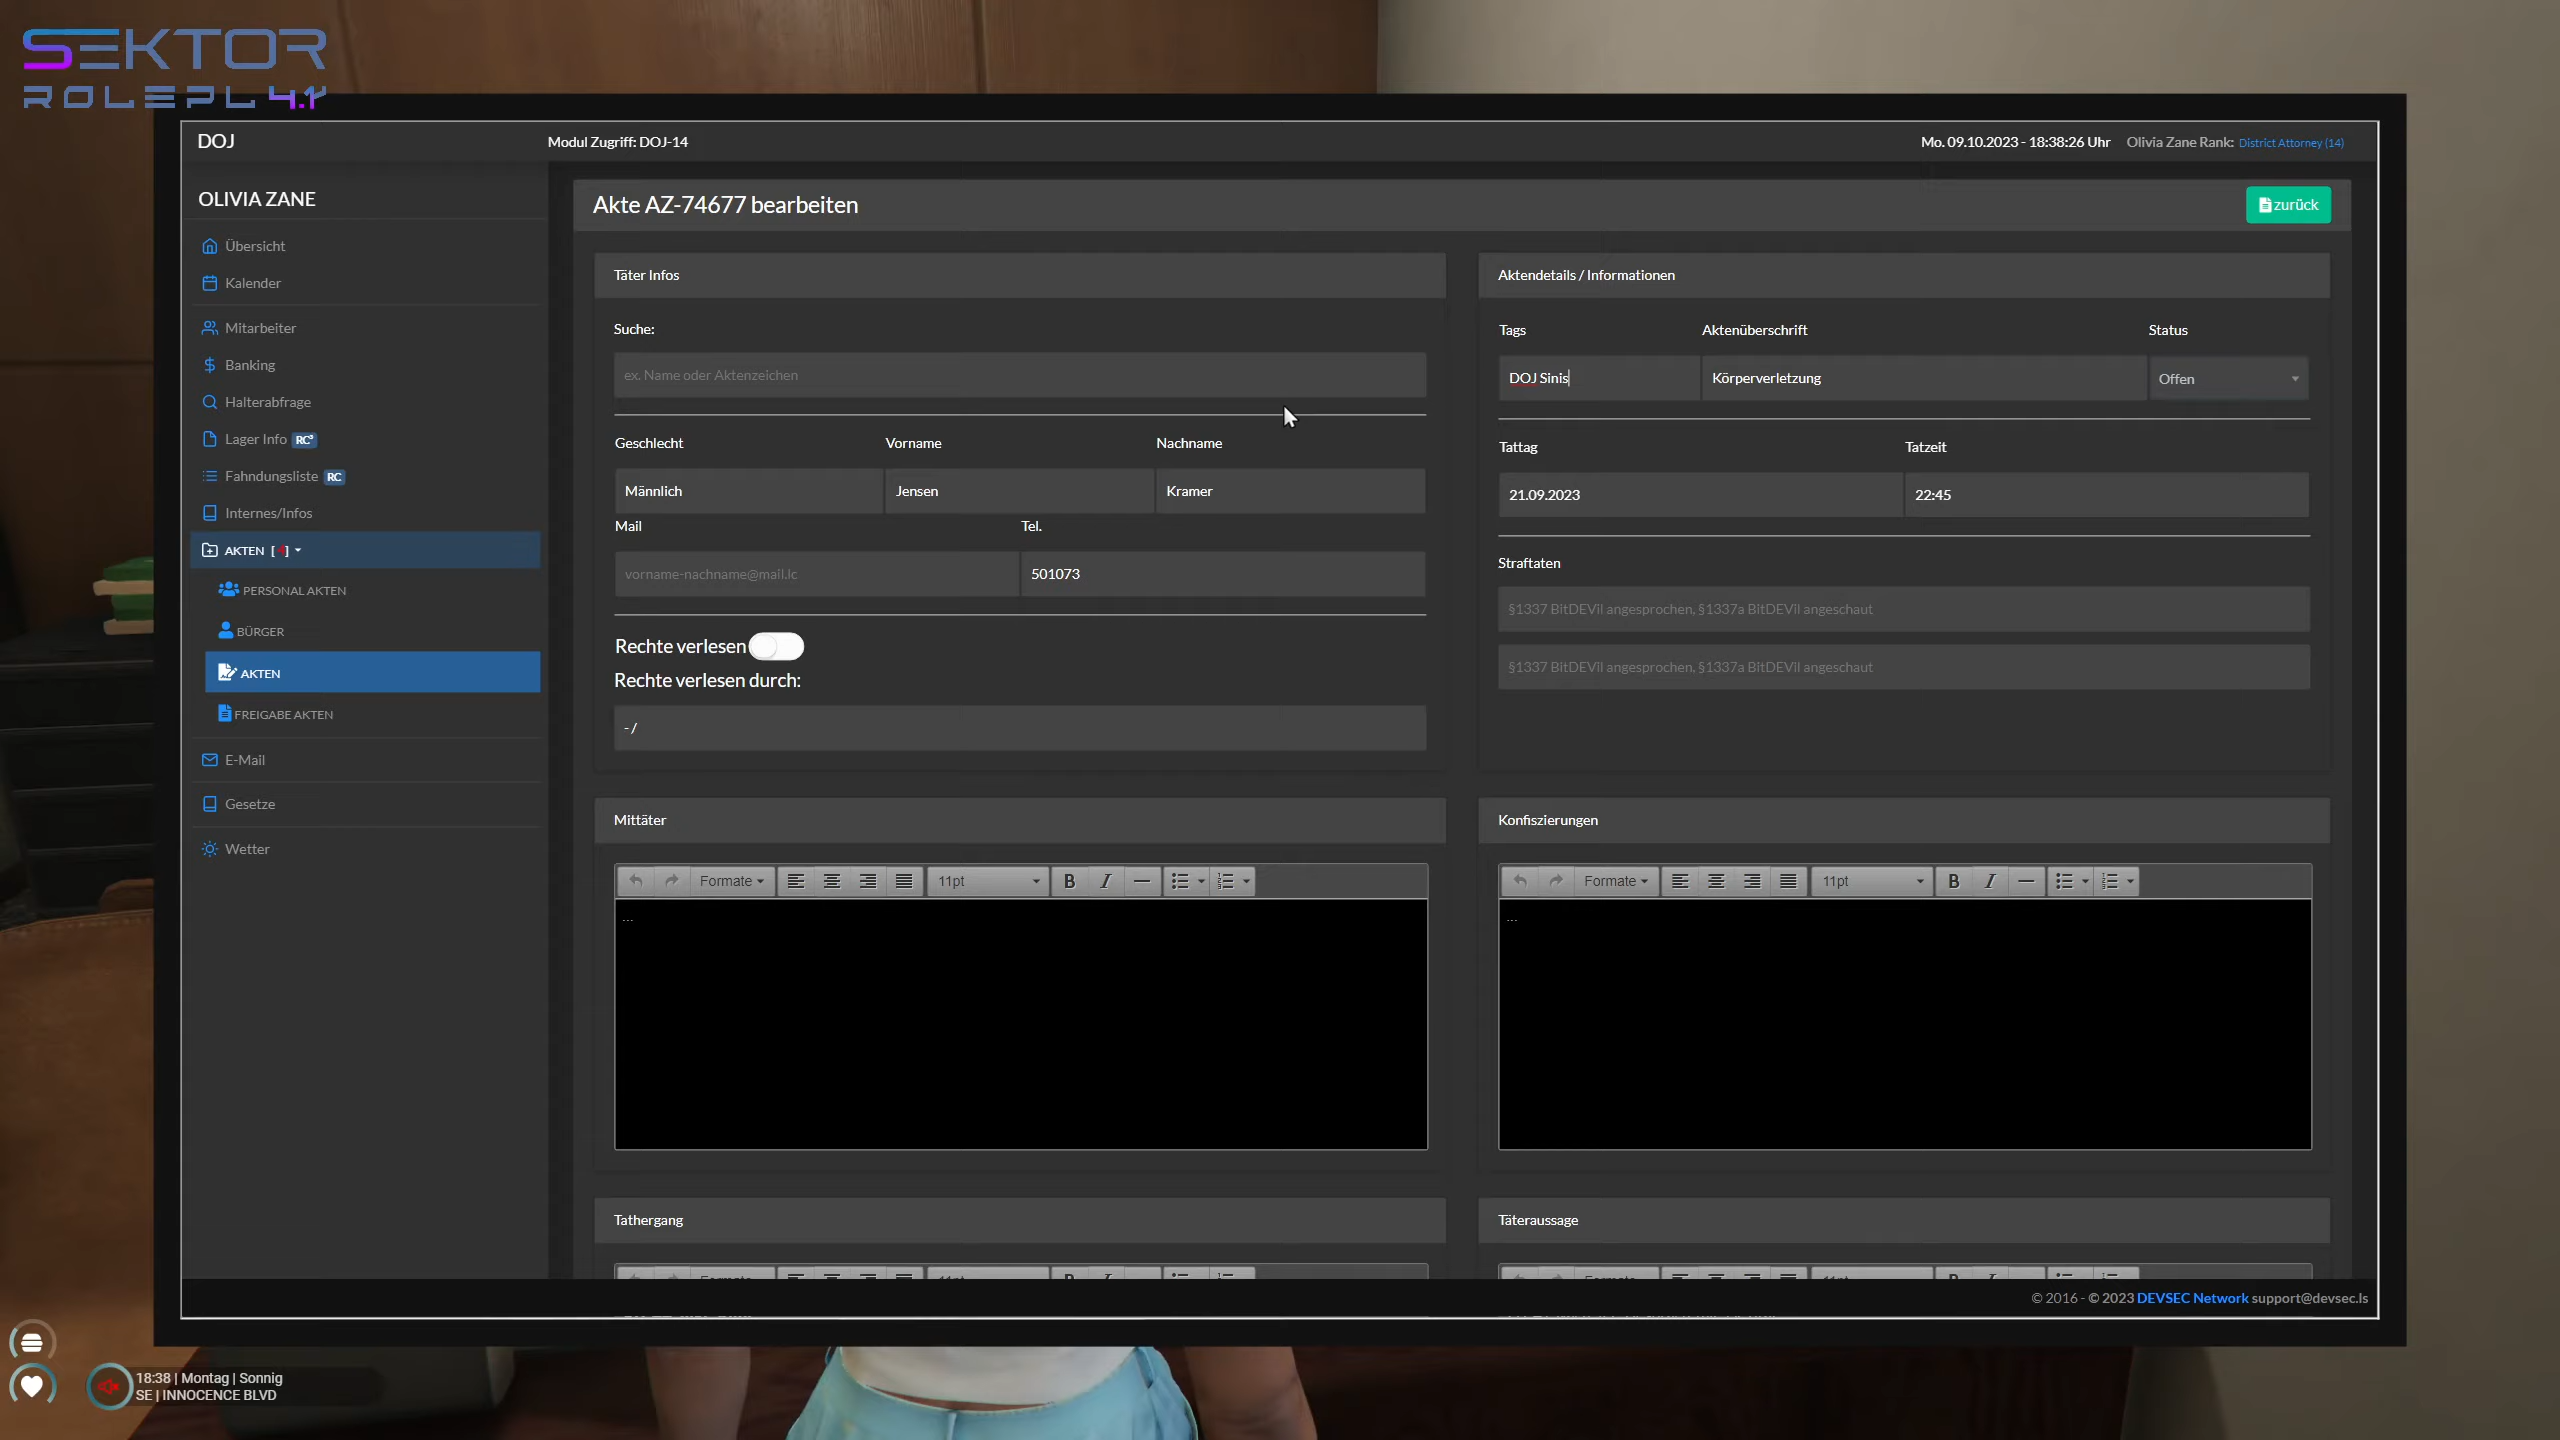 SEKTOR
ROLEPL4.Y
DOJ
Modul Zugriff: DOJ-14
Mo. 09.10.2023 - 18:38:26 Uhr
Olivia Zane Rank: District Attorney (14)
OLIVIA ZANE
Übersicht
Kalender
Mitarbeiter
Banking
Halterabfrage
Lager Info RC³
Fahndungsliste RC
Internes/Infos
AKTEN
PERSONAL AKTEN
BÜRGER
AKTEN
FREIGABE AKTEN
E-Mail
Gesetze
Wetter
Akte AZ-74677 bearbeiten
zurück
Täter Infos
Suche:
ex. Name oder Aktenzeichen
Geschlecht Vorname Nachname
Männlich Jensen Kramer
Mail Tel.
vorname-nachname@mail.lc 501073
Rechte verlesen
Rechte verlesen durch:
- /
Aktendetails / Informationen
Tags Aktenüberschrift Status
DOJ Sinis Körperverletzung Offen
Tattag Tatzeit
21.09.2023 22:45
Straftaten
§1337 BitDEVil angesprochen, §1337a BitDEVil angeschaut
§1337 BitDEVil angesprochen, §1337a BitDEVil angeschaut
Mittäter
Formate 11pt B I
...
Konfiszierungen
Formate 11pt B I
...
Tathergang
Formate 11pt B I
Täteraussage
Formate 11pt B I
© 2016 - © 2023 DEVSEC Network support@devsec.ls
18:38 | Montag | Sonnig
SE | INNOCENCE BLVD